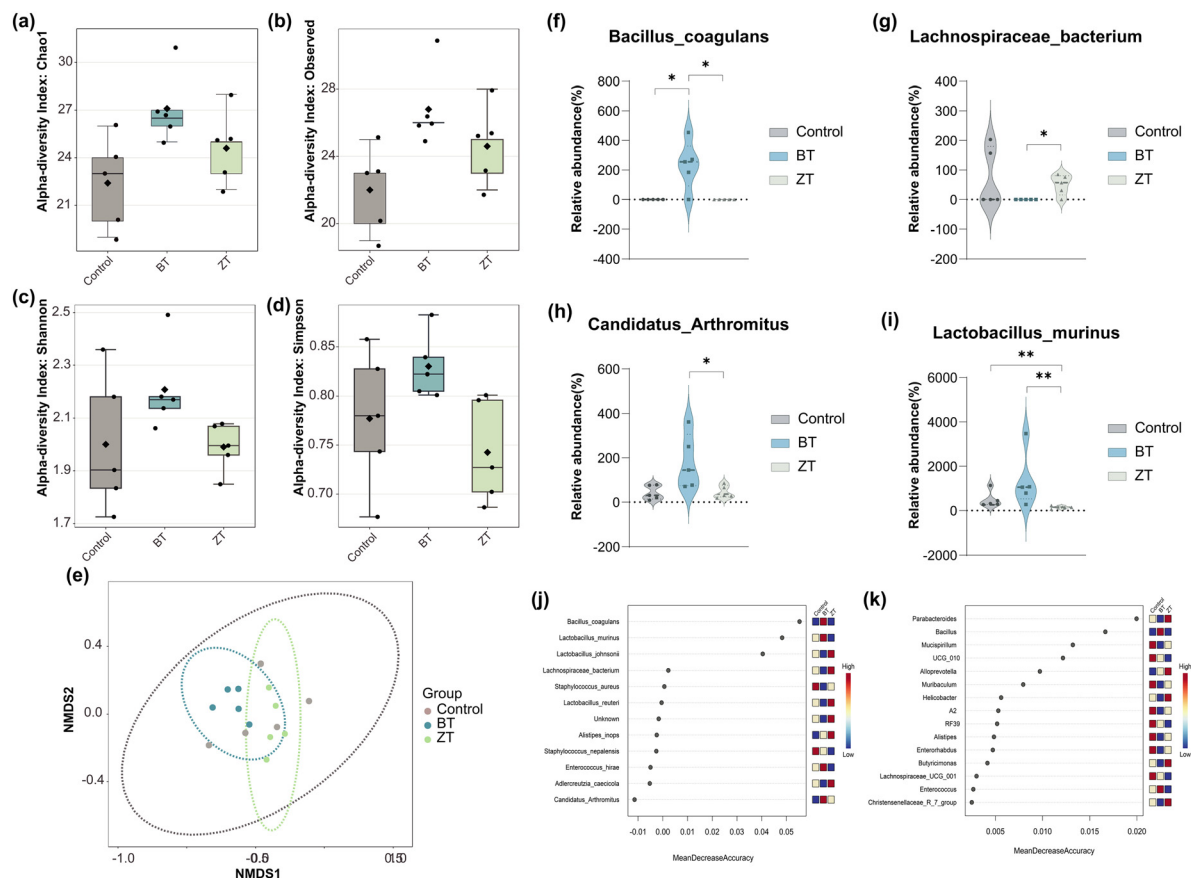 (a)
Alpha-diversity Index: Chao1
30
27
24
21
Control
BT
ZT
(b)
Alpha-diversity Index: Observed
28
24
20
Control
BT
ZT
(c)
Alpha-diversity Index: Shannon
2.5
2.3
2.1
1.9
1.7
Control
BT
ZT
(d)
Alpha-diversity Index: Simpson
0.85
0.80
0.75
0.70
Control
BT
ZT
(e)
NMDS2
0.4
0.0
-0.4
-1.0
NMDS1
Group
Control
BT
ZT
(f)
Bacillus_coagulans
Relative abundance(%)
800
600
400
200
0
-200
-400
*
*
Control
BT
ZT
(g)
Lachnospiraceae_bacterium
Relative abundance(%)
400
300
200
100
0
-100
-200
*
Control
BT
ZT
(h)
Candidatus_Arthromitus
Relative abundance(%)
600
400
200
0
-200
*
Control
BT
ZT
(i)
Lactobacillus_murinus
Relative abundance(%)
6000
4000
2000
0
-2000
**
**
Control
BT
ZT
(j)
Control
BT
ZT
Bacillus_coagulans
Lactobacillus_murinus
Lactobacillus_johnsonii
Lachnospiraceae_bacterium
Staphylococcus_aureus
Lactobacillus_reuteri
Unknown
Alistipes_inops
Staphylococcus_nepalensis
Enterococcus_hirae
Adlercreutzia_caecicola
Candidatus_Arthromitus
-0.01 0.00 0.01 0.02 0.03 0.04 0.05
MeanDecreaseAccuracy
High
Low
(k)
Control
BT
ZT
Parabacteroides
Bacillus
Mucispirillum
UCG_010
Alloprevotella
Muribaculum
Helicobacter
A2
RF39
Alistipes
Enterorhabdus
Butyricimonas
Lachnospiraceae_UCG_001
Enterococcus
Christensenellaceae_R_7_group
0.005 0.010 0.015 0.020
MeanDecreaseAccuracy
High
Low